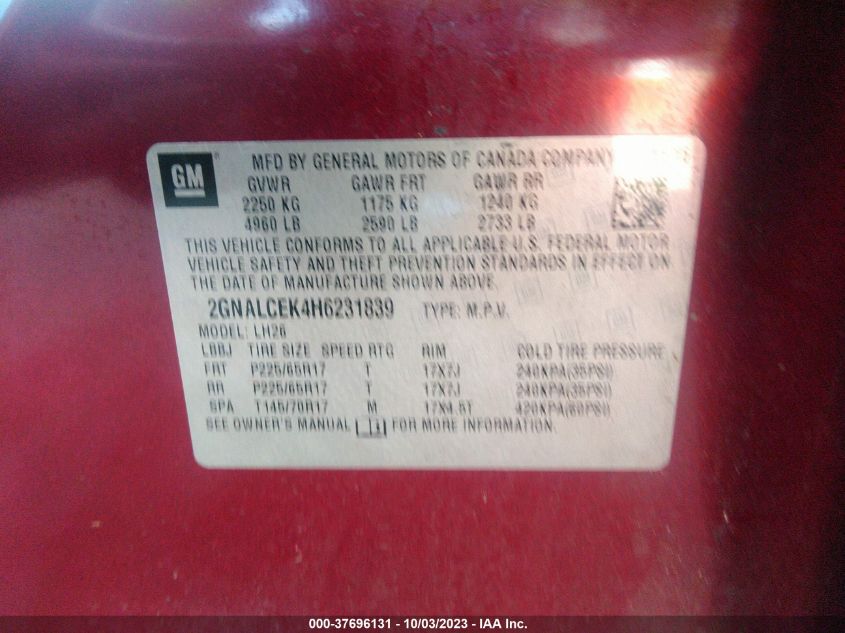 GM
MFD BY GENERAL MOTORS OF CANADA COMPANY
GVWR GAWR FRT GAWR RR
2250 KG 1175 KG 1240 KG
4960 LB 2590 LB 2733 LB
THIS VEHICLE CONFORMS TO ALL APPLICABLE U.S. FEDERAL MOTOR
VEHICLE SAFETY AND THEFT PREVENTION STANDARDS IN EFFECT ON
THE DATE OF MANUFACTURE SHOWN ABOVE.
2GNALCEK4H6231839 TYPE: M.P.V.
MODEL: LH26
LBBJ TIRE SIZE SPEED RTG RIM COLD TIRE PRESSURE
FRT P225/65R17 T 17X7J 240KPA(35PSI)
RR P225/65R17 T 17X7J 240KPA(35PSI)
SPA T145/70R17 M 17X4.5T 420KPA(60PSI)
SEE OWNER'S MANUAL FOR MORE INFORMATION.
000-37696131 - 10/03/2023 - IAA Inc.